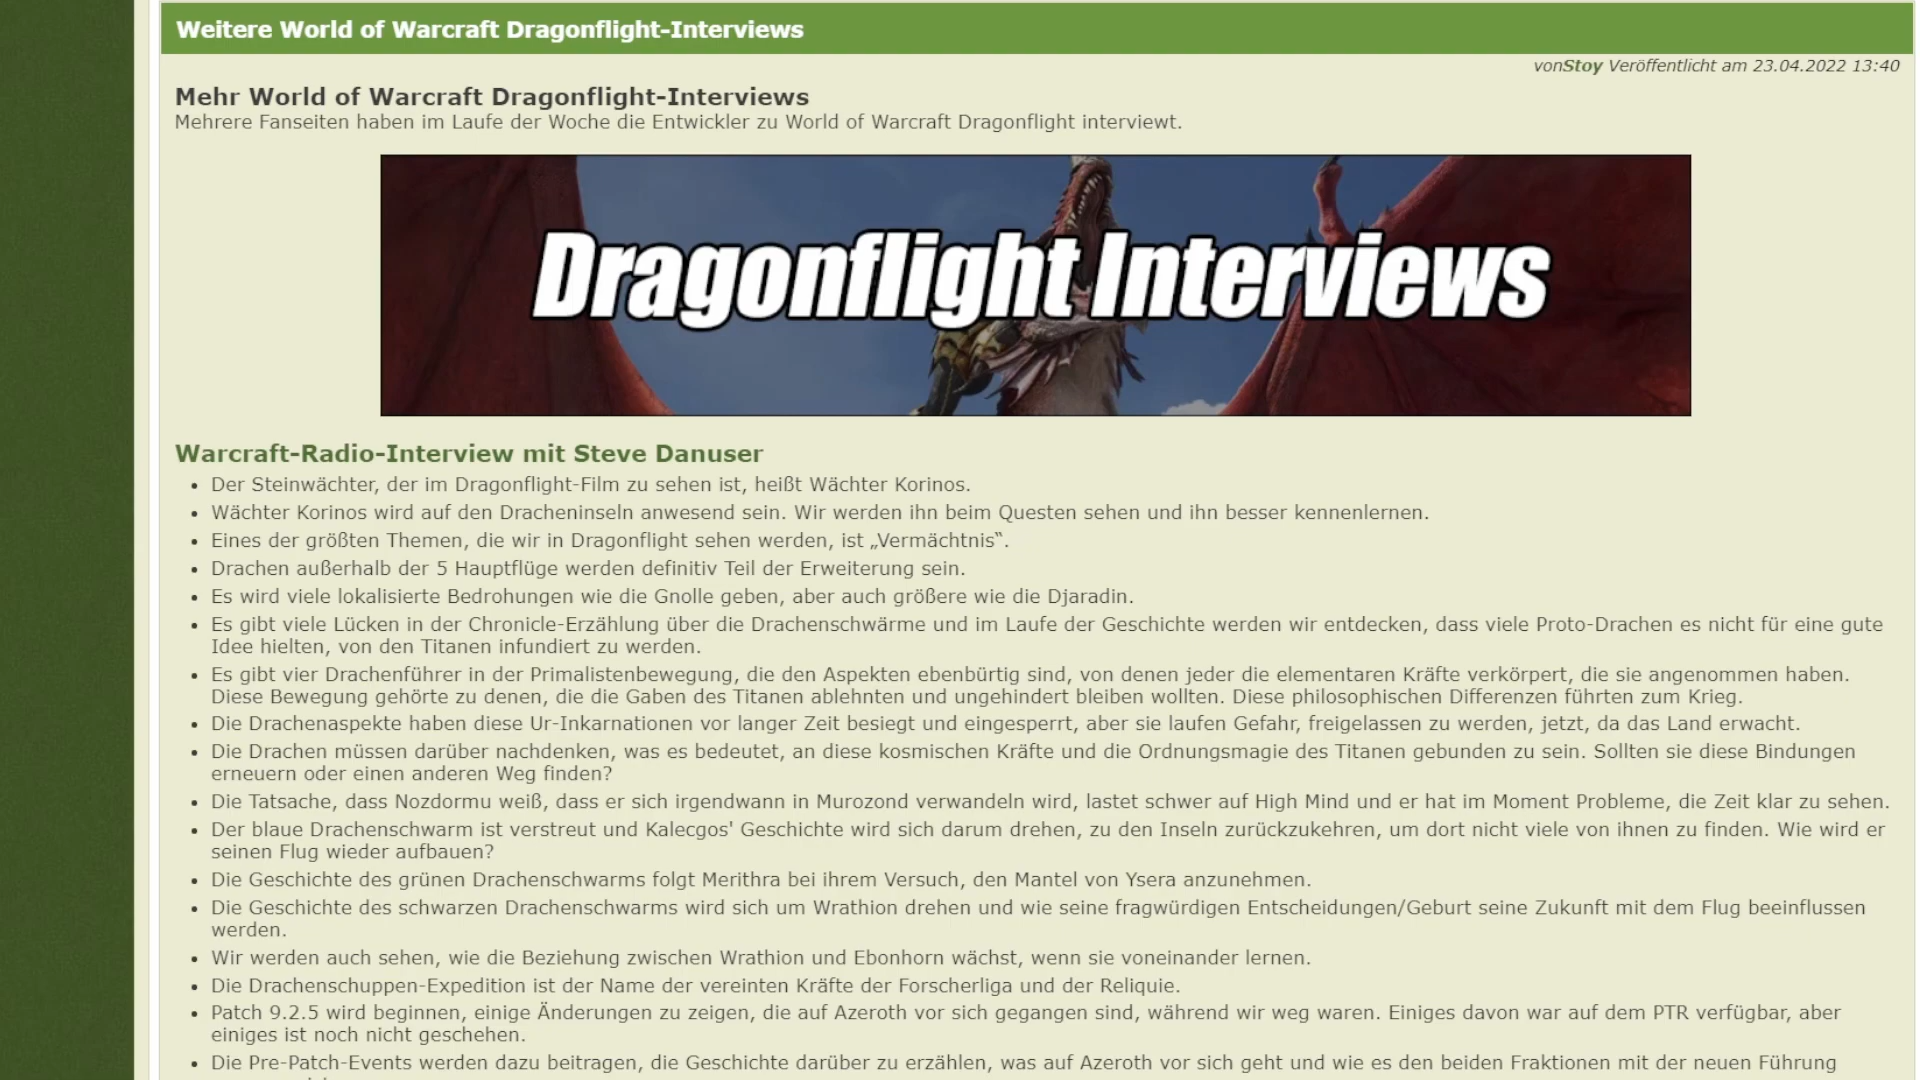 Weitere World of Warcraft Dragonflight-Interviews
vonStoy Veröffentlicht am 23.04.2022 13:40
Mehr World of Warcraft Dragonflight-Interviews
Mehrere Fanseiten haben im Laufe der Woche die Entwickler zu World of Warcraft Dragonflight interviewt.
Dragonflight Interviews
Warcraft-Radio-Interview mit Steve Danuser
• Der Steinwächter, der im Dragonflight-Film zu sehen ist, heißt Wächter Korinos.
• Wächter Korinos wird auf den Dracheninseln anwesend sein. Wir werden ihn beim Questen sehen und ihn besser kennenlernen.
• Eines der größten Themen, die wir in Dragonflight sehen werden, ist „Vermächtnis“.
• Drachen außerhalb der 5 Hauptflüge werden definitiv Teil der Erweiterung sein.
• Es wird viele lokalisierte Bedrohungen wie die Gnolle geben, aber auch größere wie die Djaradin.
• Es gibt viele Lücken in der Chronicle-Erzählung über die Drachenschwärme und im Laufe der Geschichte werden wir entdecken, dass viele Proto-Drachen es nicht für eine gute
Idee hielten, von den Titanen infundiert zu werden.
• Es gibt vier Drachenführer in der Primalistenbewegung, die den Aspekten ebenbürtig sind, von denen jeder die elementaren Kräfte verkörpert, die sie angenommen haben.
Diese Bewegung gehörte zu denen, die die Gaben des Titanen ablehnten und ungehindert bleiben wollten. Diese philosophischen Differenzen führten zum Krieg.
• Die Drachenaspekte haben diese Ur-Inkarnationen vor langer Zeit besiegt und eingesperrt, aber sie laufen Gefahr, freigelassen zu werden, jetzt, da das Land erwacht.
• Die Drachen müssen darüber nachdenken, was es bedeutet, an diese kosmischen Kräfte und die Ordnungsmagie des Titanen gebunden zu sein. Sollten sie diese Bindungen
erneuern oder einen anderen Weg finden?
• Die Tatsache, dass Nozdormu weiß, dass er sich irgendwann in Murozond verwandeln wird, lastet schwer auf High Mind und er hat im Moment Probleme, die Zeit klar zu sehen.
• Der blaue Drachenschwarm ist verstreut und Kalecgos' Geschichte wird sich darum drehen, zu den Inseln zurückzukehren, um dort nicht viele von ihnen zu finden. Wie wird er
seinen Flug wieder aufbauen?
• Die Geschichte des grünen Drachenschwarms folgt Merithra bei ihrem Versuch, den Mantel von Ysera anzunehmen.
• Die Geschichte des schwarzen Drachenschwarms wird sich um Wrathion drehen und wie seine fragwürdigen Entscheidungen/Geburt seine Zukunft mit dem Flug beeinflussen
werden.
• Wir werden auch sehen, wie die Beziehung zwischen Wrathion und Ebonhorn wächst, wenn sie voneinander lernen.
• Die Drachenschuppen-Expedition ist der Name der vereinten Kräfte der Forscherliga und der Reliquie.
• Patch 9.2.5 wird beginnen, einige Änderungen zu zeigen, die auf Azeroth vor sich gegangen sind, während wir weg waren. Einiges davon war auf dem PTR verfügbar, aber
einiges ist noch nicht geschehen.
• Die Pre-Patch-Events werden dazu beitragen, die Geschichte darüber zu erzählen, was auf Azeroth vor sich geht und wie es den beiden Fraktionen mit der neuen Führung